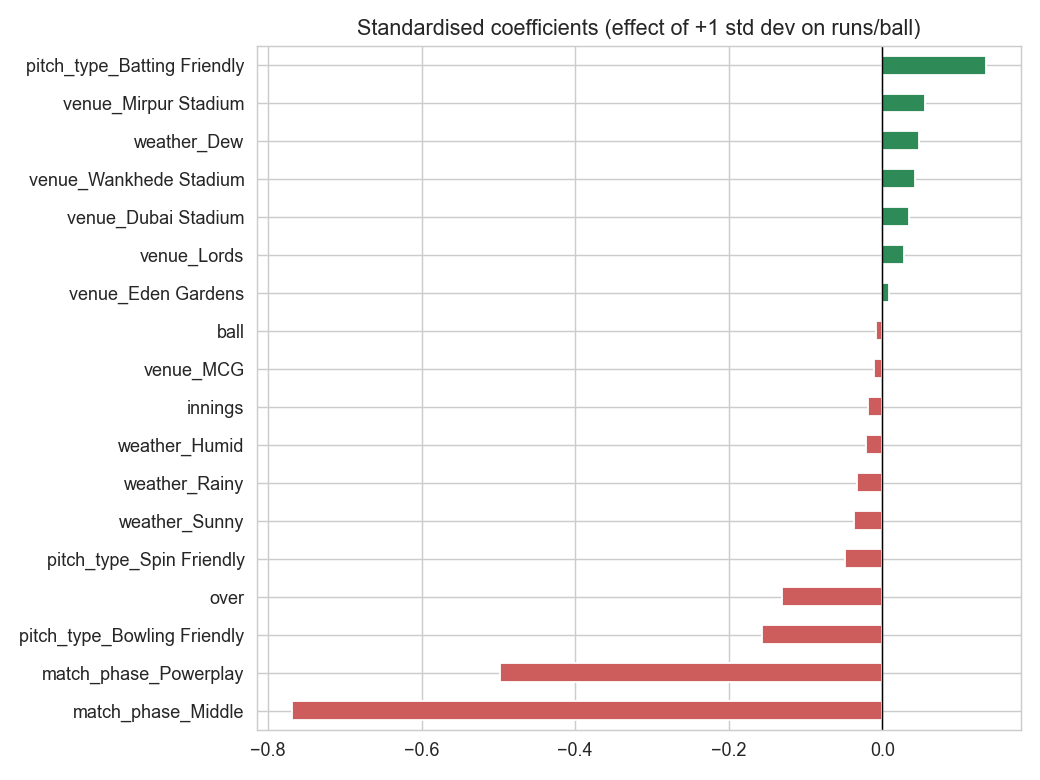 Standardised coefficients (effect of +1 std dev on runs/ball)
pitch_type_Batting Friendly
venue_Mirpur Stadium
weather_Dew
venue_Wankhede Stadium
venue_Dubai Stadium
venue_Lords
venue_Eden Gardens
ball
venue_MCG
innings
weather_Humid
weather_Rainy
weather_Sunny
pitch_type_Spin Friendly
over
pitch_type_Bowling Friendly
match_phase_Powerplay
match_phase_Middle
−0.8 −0.6 −0.4 −0.2 0.0